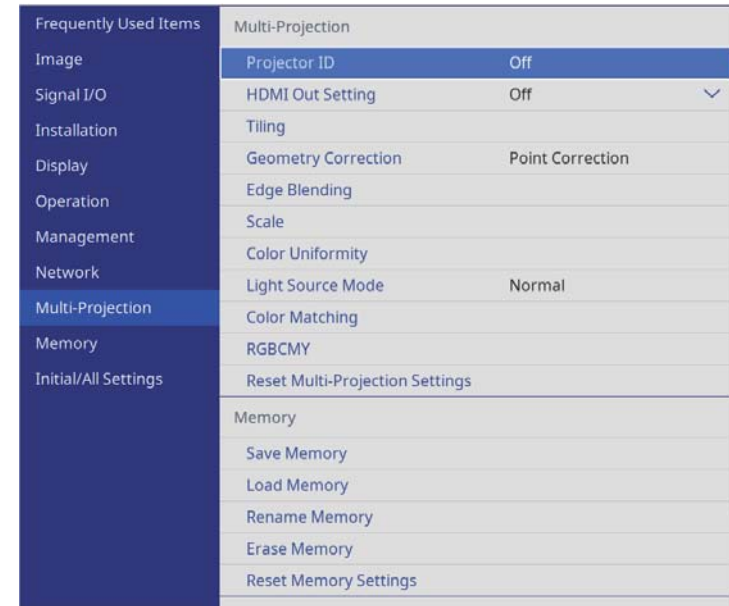 Frequently Used Items
Image
Signal I/O
Installation
Display
Operation
Management
Network
Multi-Projection
Memory
Initial/All Settings
Multi-Projection
Projector ID Off
HDMI Out Setting Off
Tiling
Geometry Correction Point Correction
Edge Blending
Scale
Color Uniformity
Light Source Mode Normal
Color Matching
RGBCMY
Reset Multi-Projection Settings
Memory
Save Memory
Load Memory
Rename Memory
Erase Memory
Reset Memory Settings